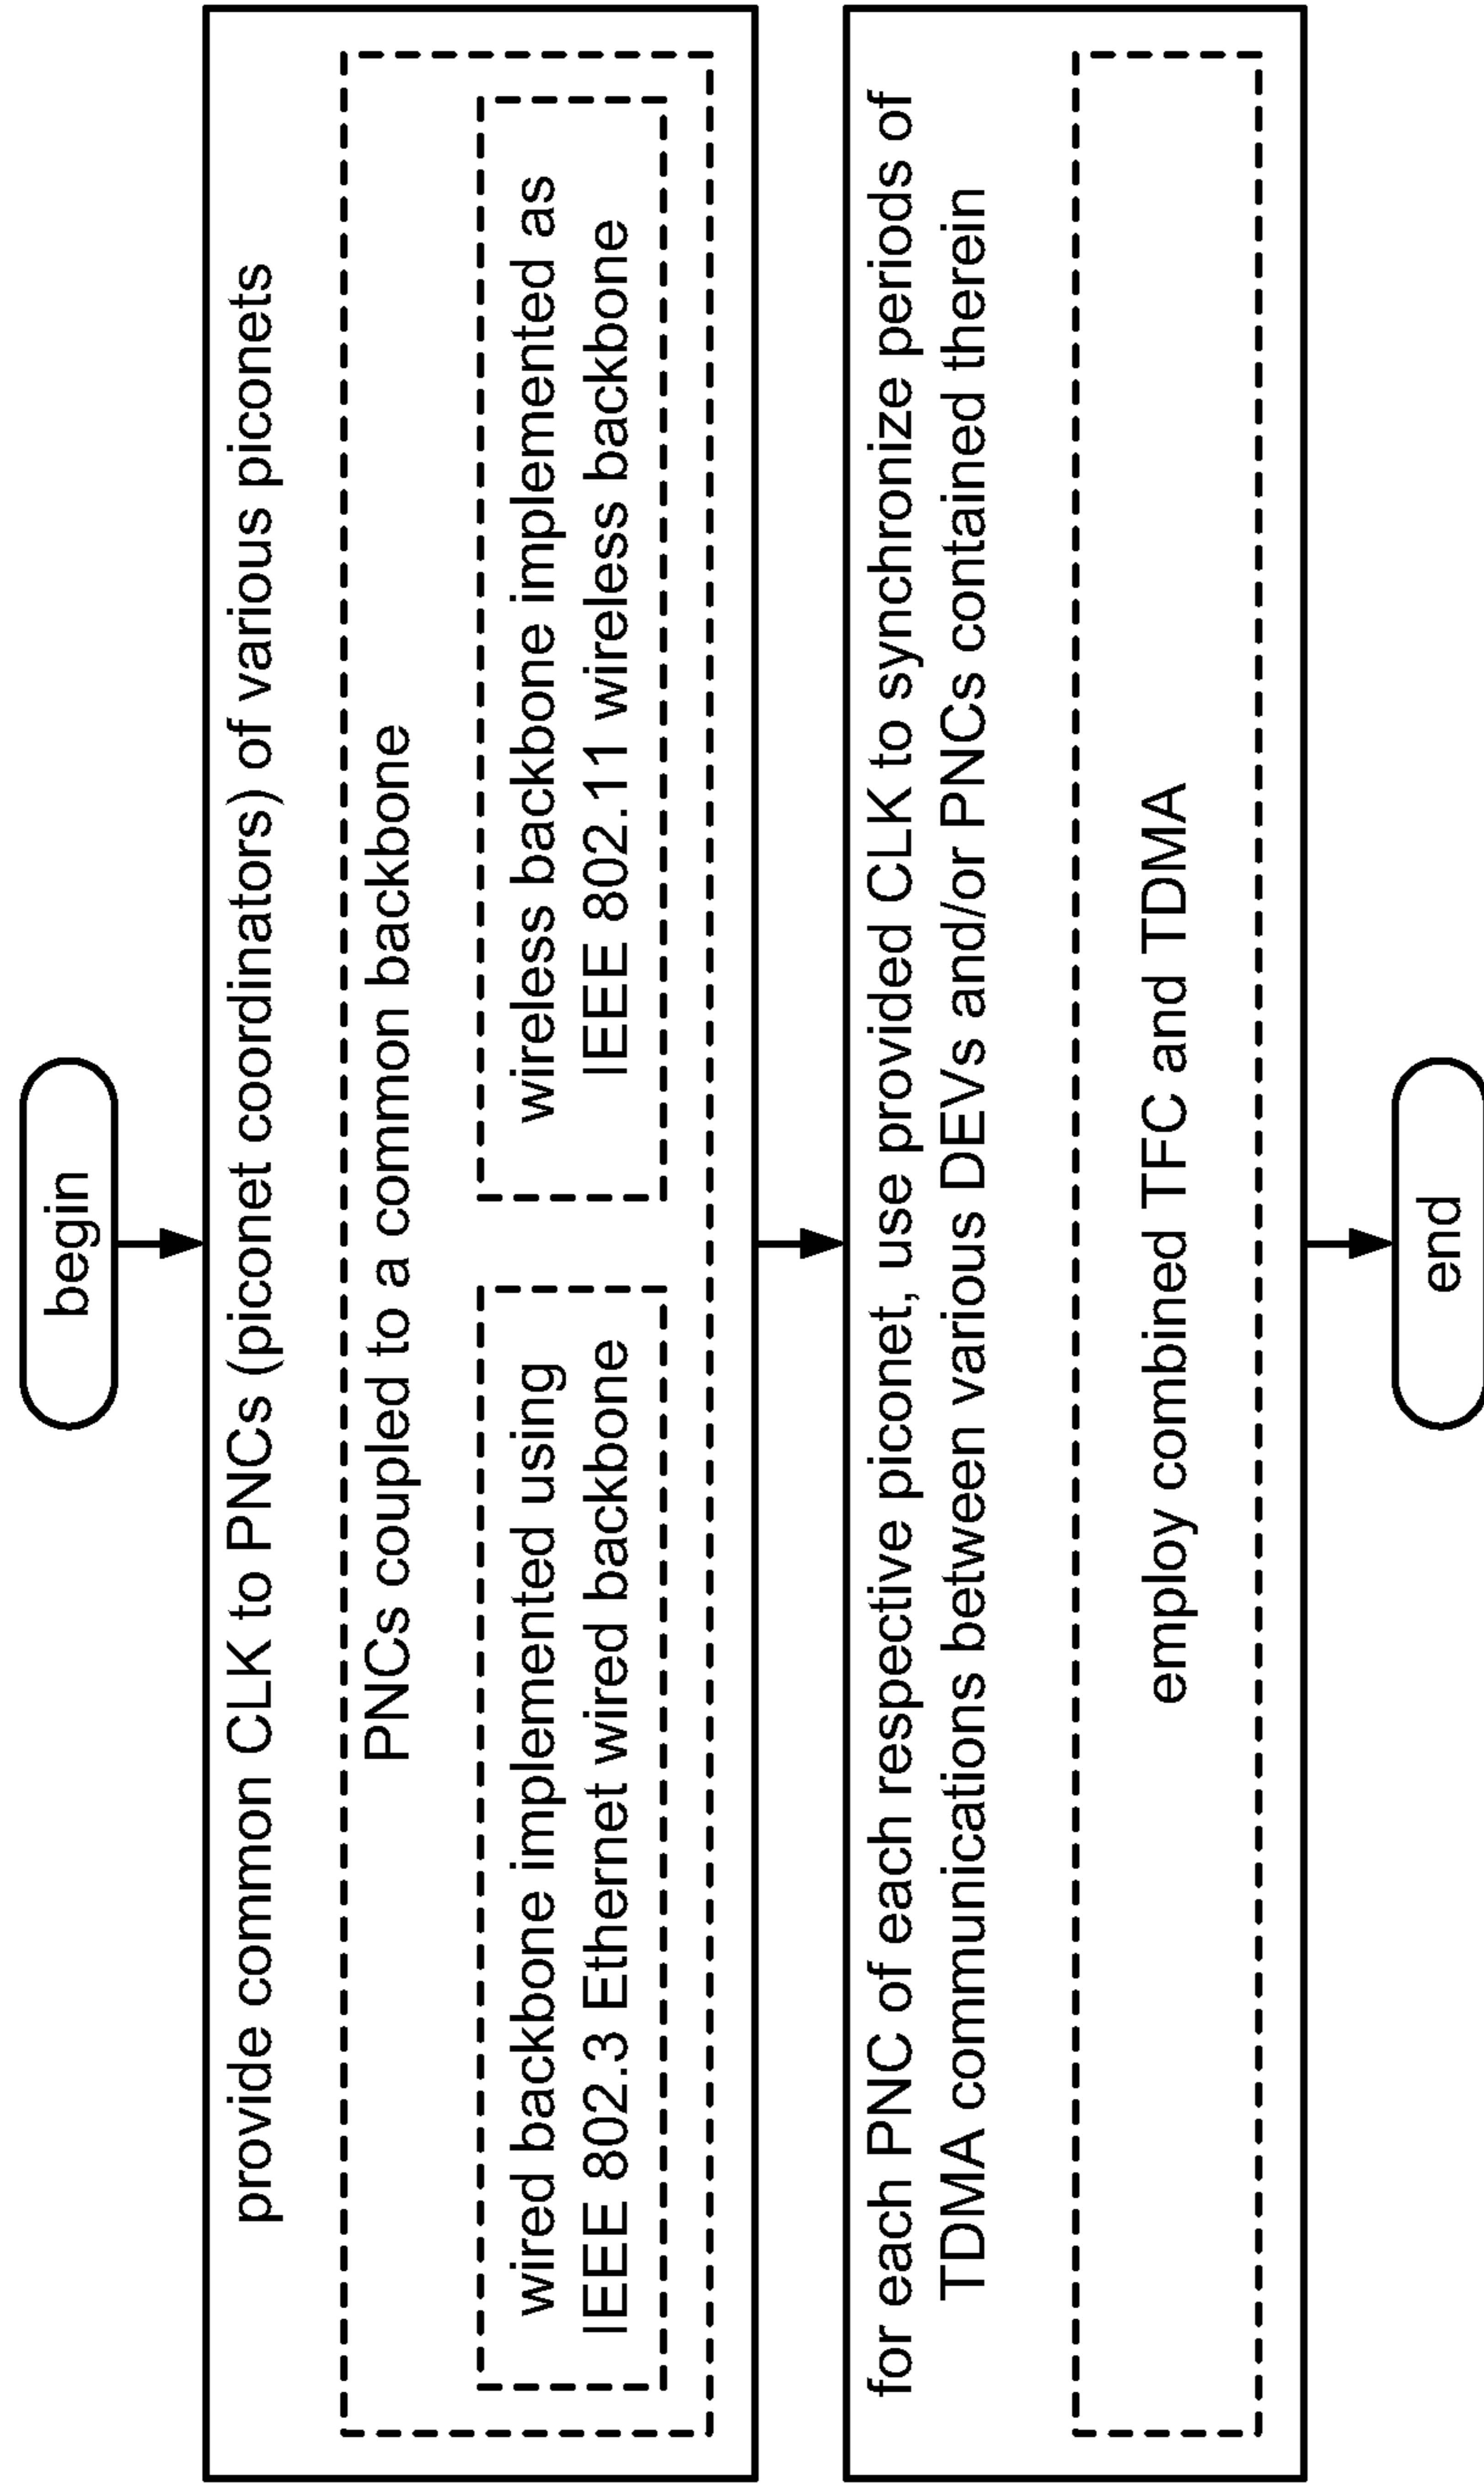 begin
provide common CLK to PNCs (piconet coordinators) of various piconets
PNCs coupled to a common backbone
wired backbone implemented using
IEEE 802.3 Ethernet wired backbone
wireless backbone implemented as
IEEE 802.11 wireless backbone
for each PNC of each respective piconet, use provided CLK to synchronize periods of
TDMA communications between various DEVs and/or PNCs contained therein
employ combined TFC and TDMA
end